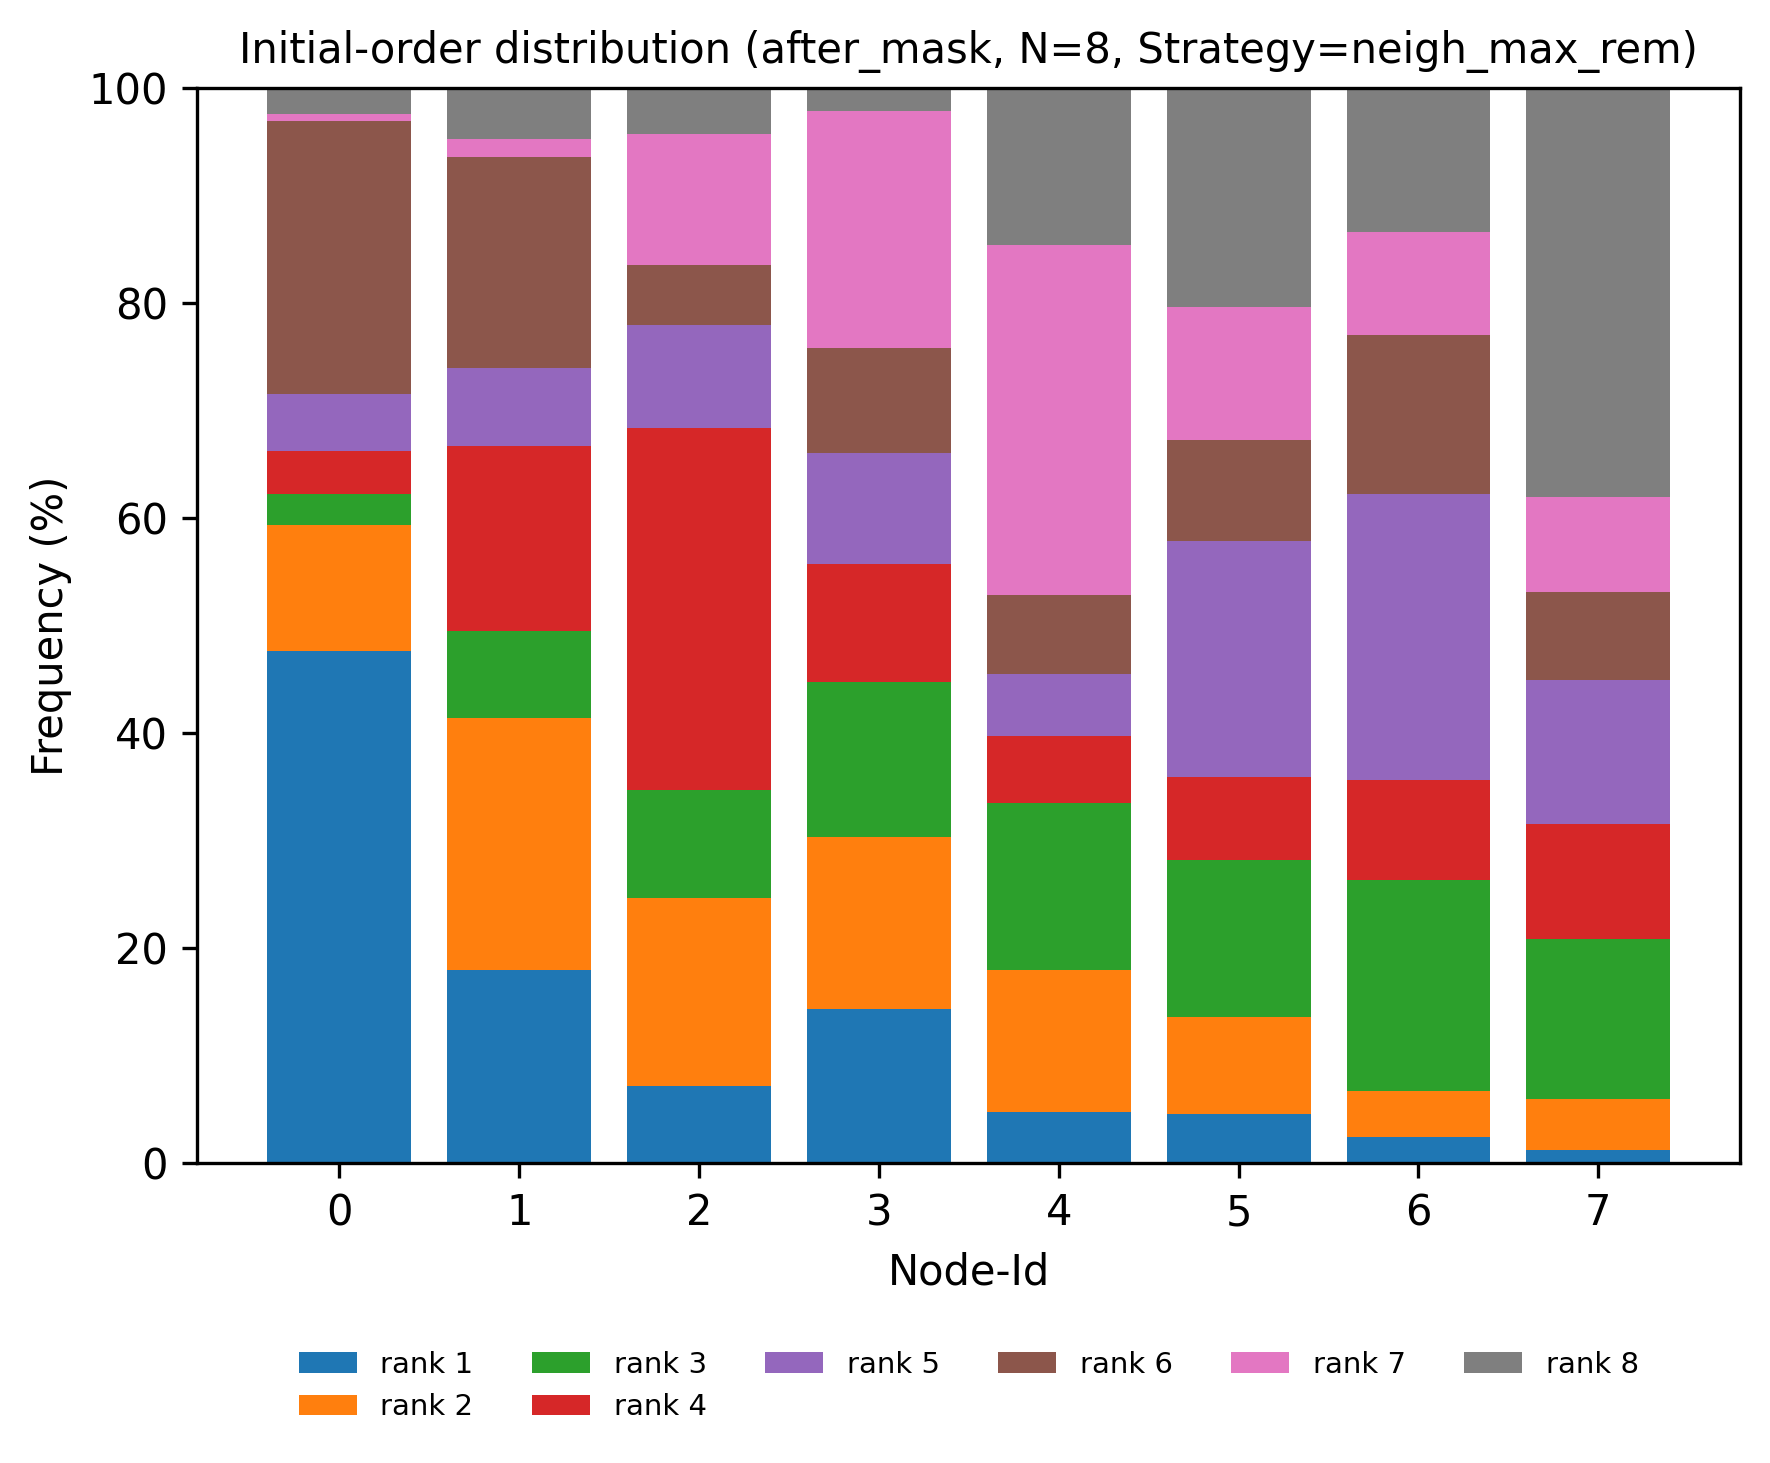 Initial-order distribution (after_mask, N=8, Strategy=neigh_max_rem)
100
80
60
40
20
0
Frequency (%)
0 1 2 3 4 5 6 7
Node-Id
rank 1 rank 3 rank 5 rank 6 rank 7 rank 8
rank 2 rank 4